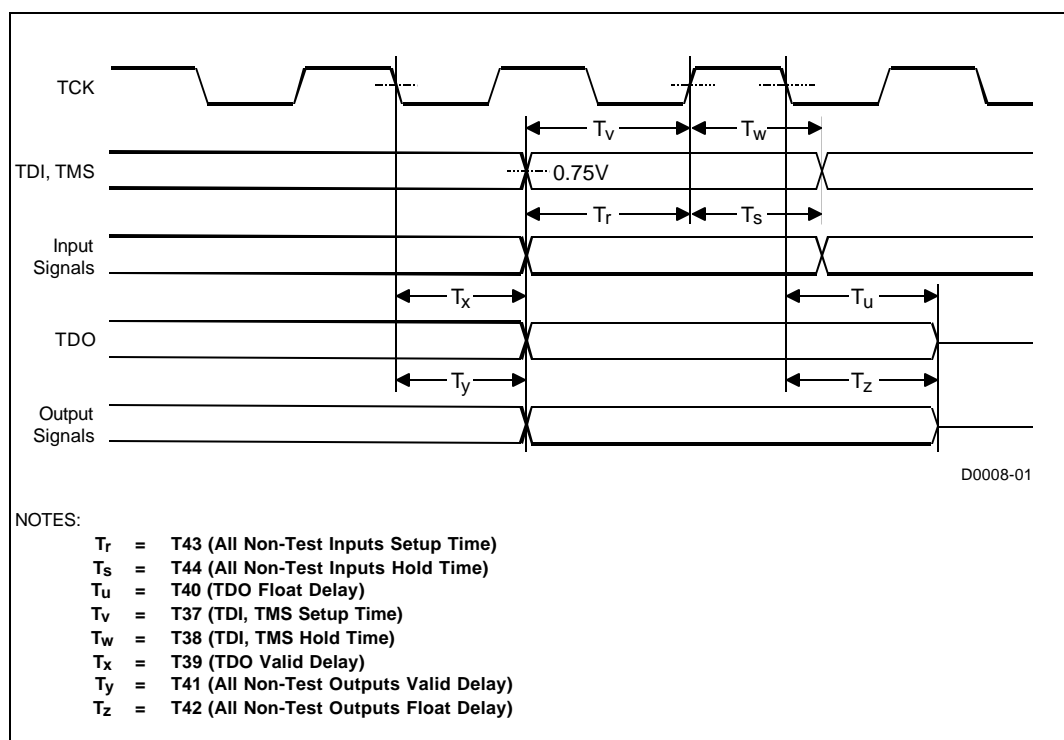 TCK
Tv
Tw
TDI, TMS
0.75V
Tr
Ts
Input
Signals
Tx
Tu
TDO
Ty
Tz
Output
Signals
D0008-01
NOTES:
Tr = T43 (All Non-Test Inputs Setup Time)
Ts = T44 (All Non-Test Inputs Hold Time)
Tu = T40 (TDO Float Delay)
Tv = T37 (TDI, TMS Setup Time)
Tw = T38 (TDI, TMS Hold Time)
Tx = T39 (TDO Valid Delay)
Ty = T41 (All Non-Test Outputs Valid Delay)
Tz = T42 (All Non-Test Outputs Float Delay)